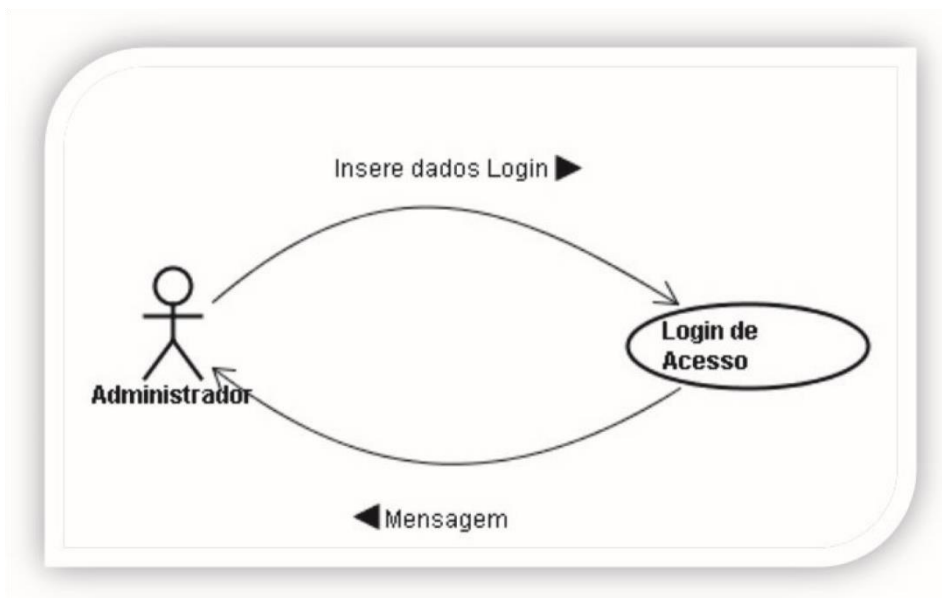 Insere dados Login
Login de
Acesso
Administrador
Mensagem